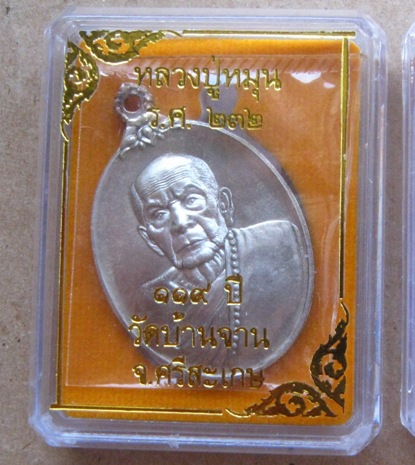 หลวงปู่หมุน
ร.ศ. ๒๓๒
๑๑๙ ปี
วัดบ้านจาน
จ.ศรีสะเกษ